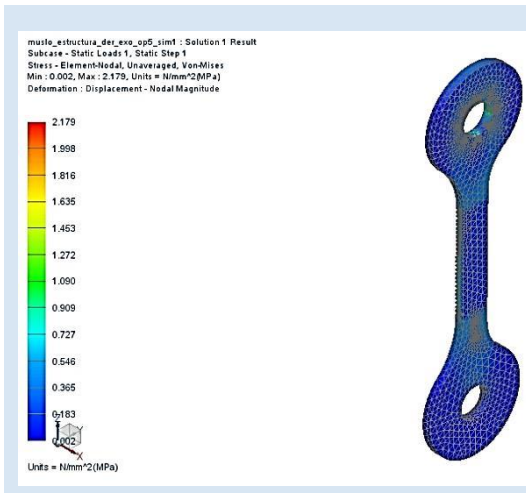 muslo_estructura_der_exo_op5_sim1 : Solution 1 Result
Subcase - Static Loads 1, Static Step 1
Stress - Element-Nodal, Unaveraged, Von-Mises
Min : 0.002, Max : 2.179, Units = N/mm^2(MPa)
Deformation : Displacement - Nodal Magnitude
2.179
1.998
1.816
1.635
1.453
1.272
1.090
0.909
0.727
0.546
0.365
0.183
0.002
X
Units = N/mm^2(MPa)